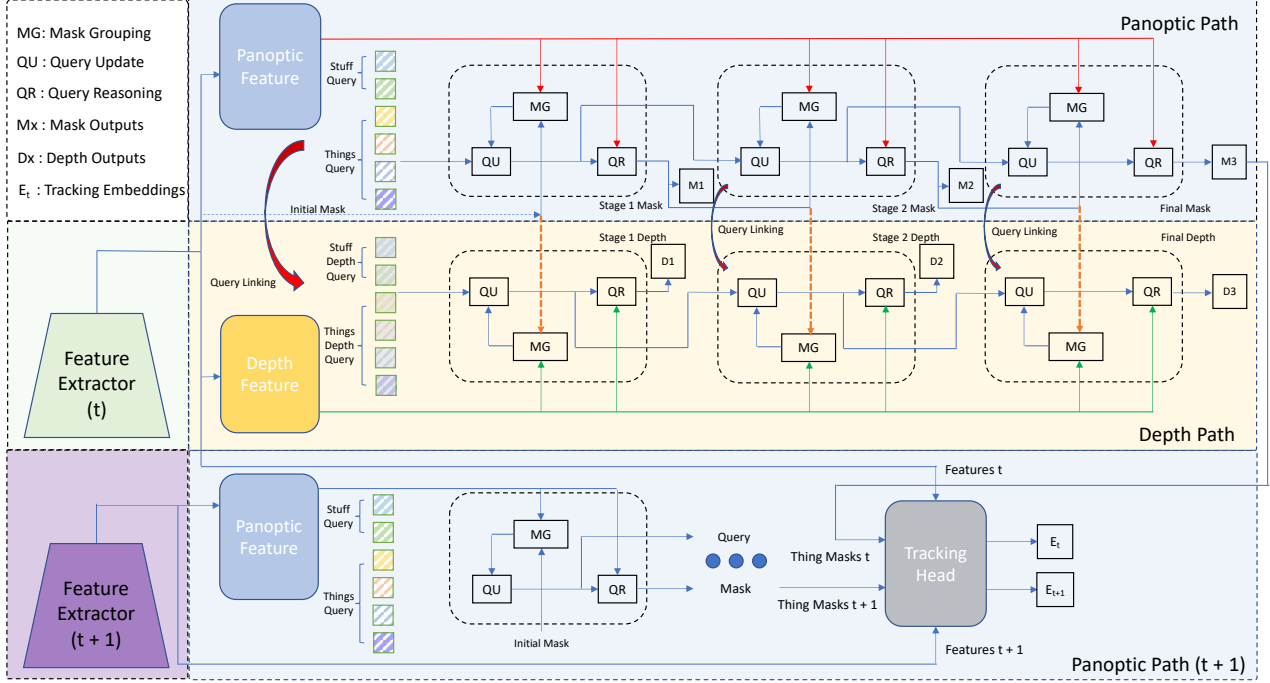 MG: Mask Grouping
QU : Query Update
QR : Query Reasoning
Mx : Mask Outputs
Dx : Depth Outputs
Et : Tracking Embeddings
Panoptic Path
Panoptic
Feature
Stuff
Query
Things
Query
MG
QU
QR
M1
MG
QU
QR
M2
MG
QU
QR
M3
Initial Mask
Stage 1 Mask
Stage 2 Mask
Final Mask
Query Linking
Query Linking
Query Linking
Feature
Extractor
(t)
Depth
Feature
Stuff
Depth
Query
Things
Depth
Query
Stage 1 Depth
Stage 2 Depth
Final Depth
QU
QR
D1
MG
QU
QR
D2
MG
QU
QR
D3
MG
Depth Path
Feature
Extractor
(t + 1)
Panoptic
Feature
Stuff
Query
Things
Query
MG
QU
QR
Initial Mask
Query
Mask
Features t
Thing Masks t
Thing Masks t + 1
Features t + 1
Tracking
Head
Et
Et+1
Panoptic Path (t + 1)